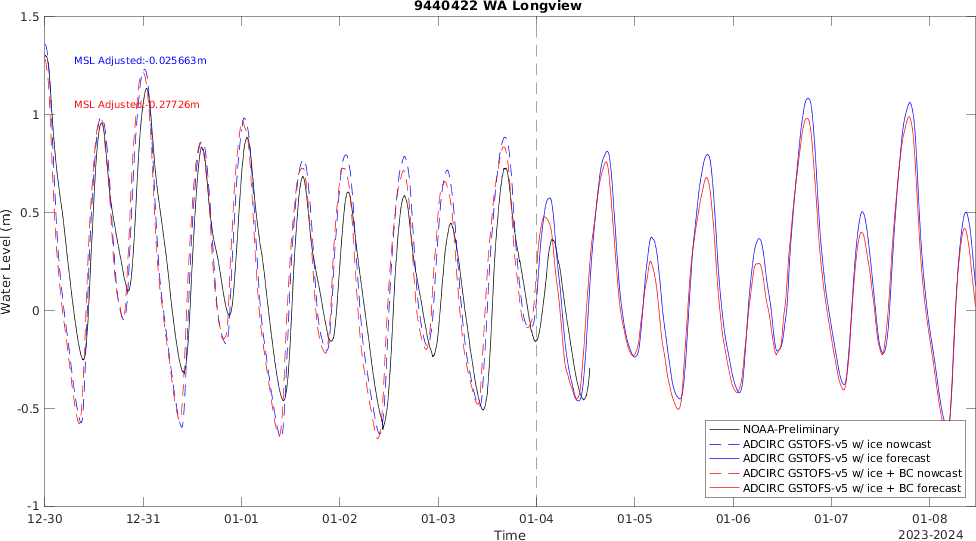 9440422 WA Longview
MSL Adjusted:-0.025663m
MSL Adjusted:-0.27726m
Water Level (m)
1.5
1
0.5
0
-0.5
-1
NOAA-Preliminary
ADCIRC GSTOFS-v5 w/ ice nowcast
ADCIRC GSTOFS-v5 w/ ice forecast
ADCIRC GSTOFS-v5 w/ ice + BC nowcast
ADCIRC GSTOFS-v5 w/ ice + BC forecast
12-30 12-31 01-01 01-02 01-03 01-04 01-05 01-06 01-07 01-08
Time
2023-2024